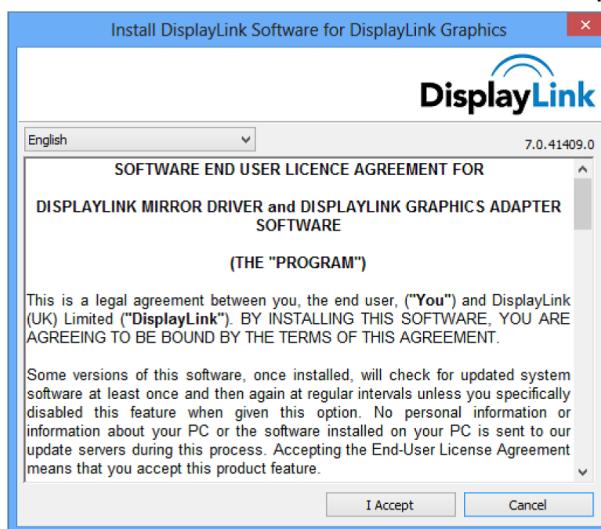 Install DisplayLink Software for DisplayLink Graphics
DisplayLink
English
7.0.41409.0
SOFTWARE END USER LICENCE AGREEMENT FOR
DISPLAYLINK MIRROR DRIVER and DISPLAYLINK GRAPHICS ADAPTER
SOFTWARE
(THE "PROGRAM")
This is a legal agreement between you, the end user, ("You") and DisplayLink
(UK) Limited ("DisplayLink"). BY INSTALLING THIS SOFTWARE, YOU ARE
AGREEING TO BE BOUND BY THE TERMS OF THIS AGREEMENT.
Some versions of this software, once installed, will check for updated system
software at least once and then again at regular intervals unless you specifically
disabled this feature when given this option. No personal information or
information about your PC or the software installed on your PC is sent to our
update servers during this process. Accepting the End-User License Agreement
means that you accept this product feature.
I Accept
Cancel